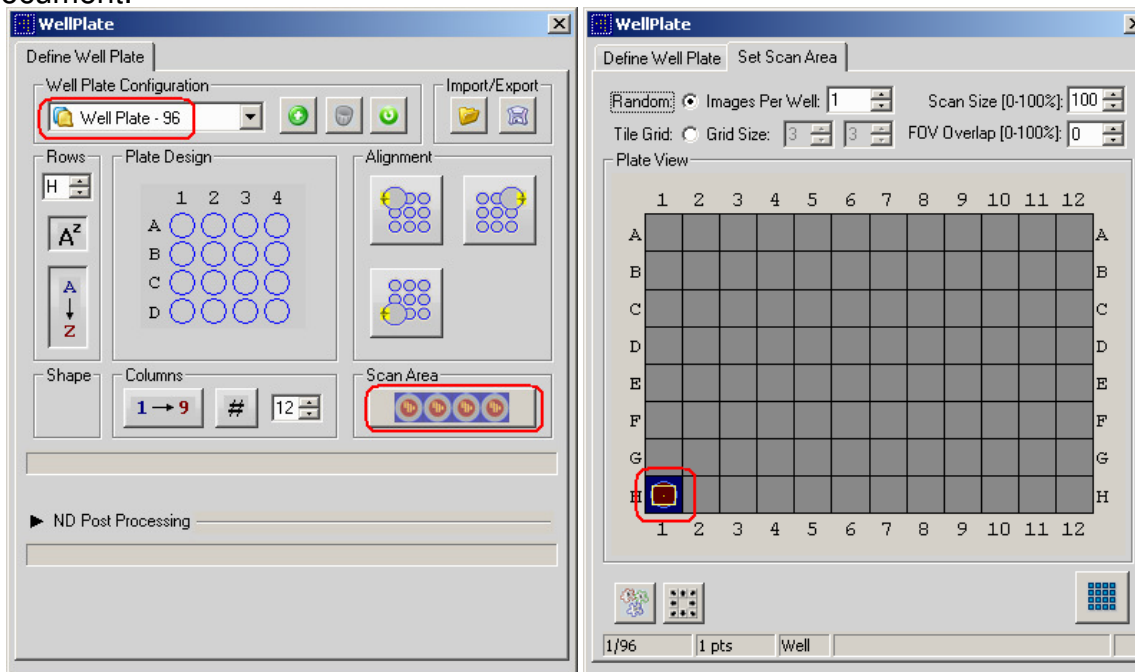 ocument.
WellPlate
Define Well Plate
Well Plate Configuration
Import/Export
Well Plate - 96
Rows
Plate Design
Alignment
H
1 2 3 4
A
B
C
D
A z
A
Z
Shape
Columns
Scan Area
1 → 9 # 12
ND Post Processing
WellPlate
Define Well Plate Set Scan Area
Random: Images Per Well: 1 Scan Size [0-100%]: 100
Tile Grid: Grid Size: 3 3 FOV Overlap [0-100%]: 0
Plate View
1 2 3 4 5 6 7 8 9 10 11 12
A A
B B
C C
D D
E E
F F
G G
H H
1 2 3 4 5 6 7 8 9 10 11 12
1/96 1 pts Well